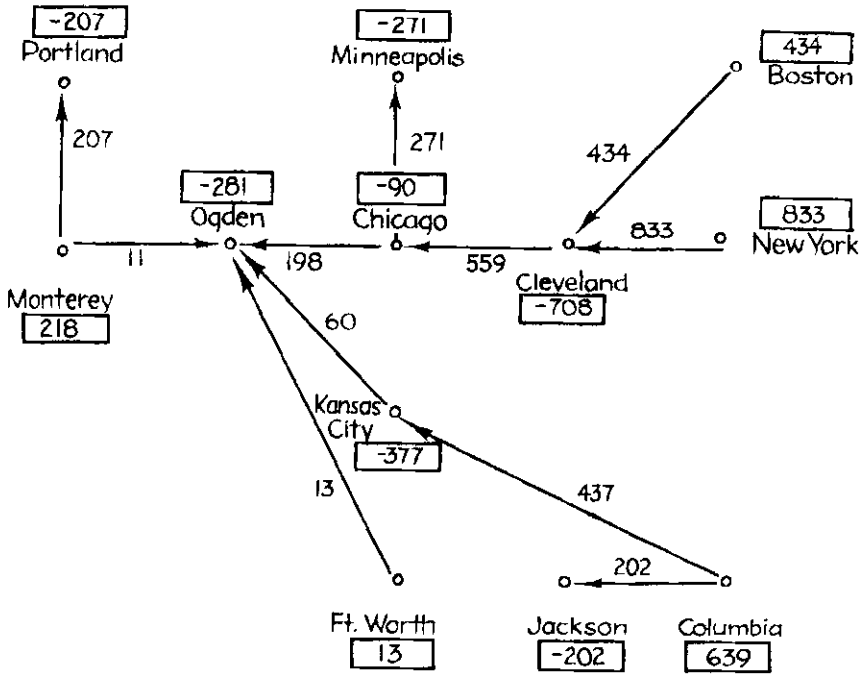 -207
Portland
-271
Minneapolis
434
Boston
207
271
434
-281
Ogden
-90
Chicago
833
New York
833
11
198
559
Monterey
218
Cleveland
-708
60
Kansas
City
-377
13
437
202
Ft. Worth
13
Jackson
-202
Columbia
639